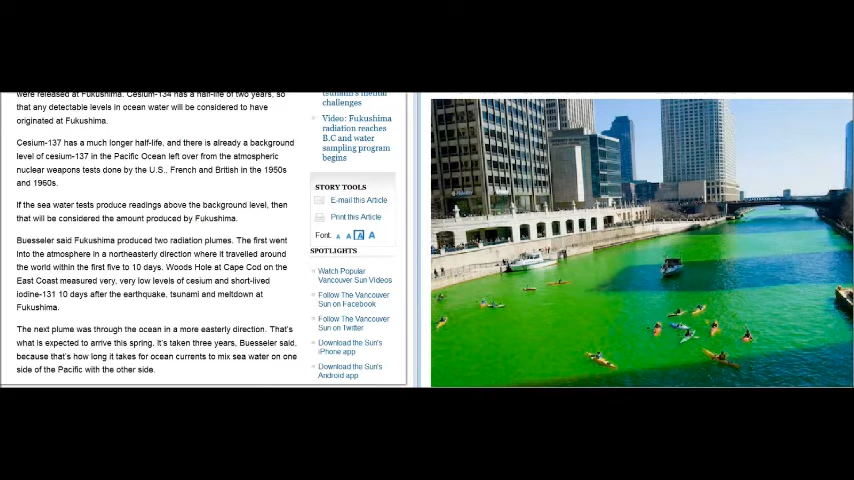 were released at Fukushima. Cesium-134 has a half-life of two years, so
that any detectable levels in ocean water will be considered to have
originated at Fukushima.
Cesium-137 has a much longer half-life, and there is already a background
level of cesium-137 in the Pacific Ocean left over from the atmospheric
nuclear weapons tests done by the U.S., French and British in the 1950s
and 1960s.
If the sea water tests produce readings above the background level, then
that will be considered the amount produced by Fukushima.
Buesseler said Fukushima produced two radiation plumes. The first went
into the atmosphere in a northeasterly direction where it travelled around
the world within the first five to 10 days. Woods Hole at Cape Cod on the
East Coast measured very, very low levels of cesium and short-lived
iodine-131 10 days after the earthquake, tsunami and meltdown at
Fukushima.
The next plume was through the ocean in a more easterly direction. That's
what is expected to arrive this spring. It's taken three years, Buesseler said,
because that's how long it takes for ocean currents to mix sea water on one
side of the Pacific with the other side.
tsunami's mental
challenges
Video: Fukushima
radiation reaches
B.C and water
sampling program
begins
STORY TOOLS
E-mail this Article
Print this Article
Font: A A A A
SPOTLIGHTS
Watch Popular
Vancouver Sun Videos
Follow The Vancouver
Sun on Facebook
Follow The Vancouver
Sun on Twitter
Download the Sun's
iPhone app
Download the Sun's
Android app